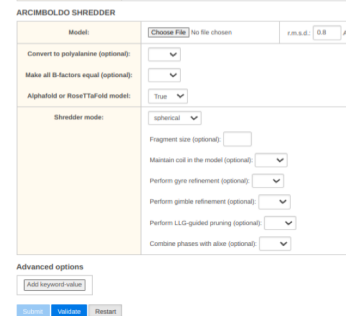 ARCIMBOLDO SHREDDER
Model: Choose File No file chosen r.m.s.d.: 0.8
Convert to polyalanine (optional):
Make all B-factors equal (optional):
Alphafold or RoseTTaFold model: True
Shredder mode: spherical
Fragment size (optional):
Maintain coil in the model (optional):
Perform gyre refinement (optional):
Perform gimble refinement (optional):
Perform LLG-guided pruning (optional):
Combine phases with alixe (optional):
Advanced options
Add keyword-value
Submit Validate Restart